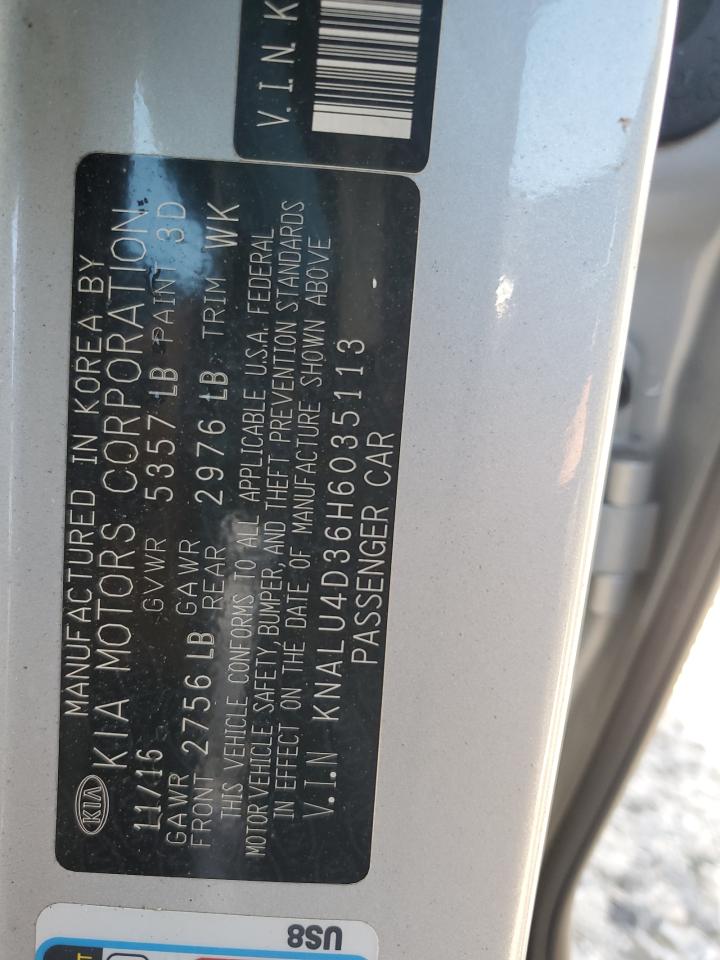 V.I.N. K
MANUFACTURED IN KOREA BY
KIA KIA MOTORS CORPORATION
11/16 GVWR 5357 LB PAINT 3D
GAWR FRONT 2756 LB GAWR REAR 2976 LB TRIM WK
THIS VEHICLE CONFORMS TO ALL APPLICABLE U.S.A. FEDERAL
MOTOR VEHICLE SAFETY, BUMPER, AND THEFT PREVENTION STANDARDS
IN EFFECT ON THE DATE OF MANUFACTURE SHOWN ABOVE
V.I.N KNALU4D36H6035113
PASSENGER CAR
US8